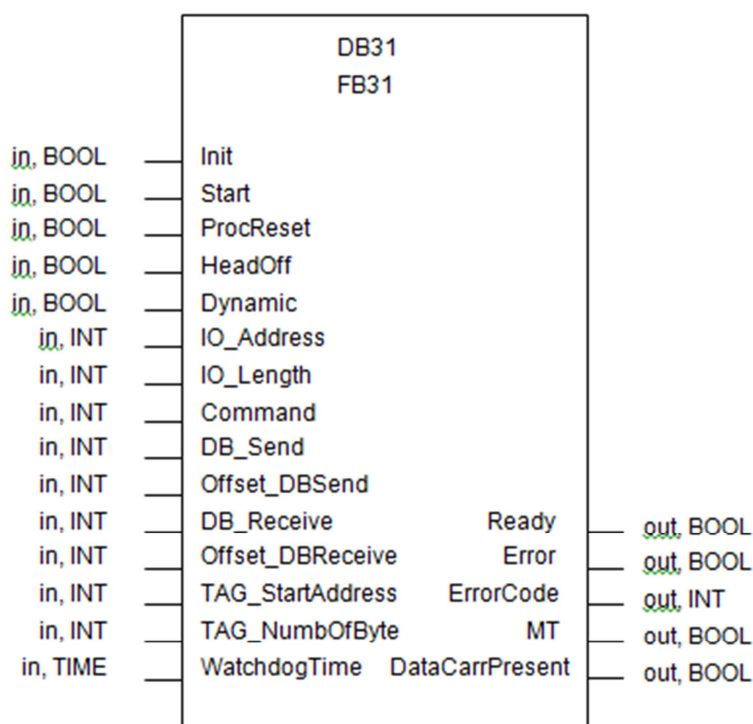 DB31
FB31
in, BOOL Init
in, BOOL Start
in, BOOL ProcReset
in, BOOL HeadOff
in, BOOL Dynamic
in, INT IO_Address
in, INT IO_Length
in, INT Command
in, INT DB_Send
in, INT Offset_DBSend
in, INT DB_Receive Ready out, BOOL
in, INT Offset_DBReceive Error out, BOOL
in, INT TAG_StartAddress ErrorCode out, INT
in, INT TAG_NumbOfByte MT out, BOOL
in, TIME WatchdogTime DataCarrPresent out, BOOL